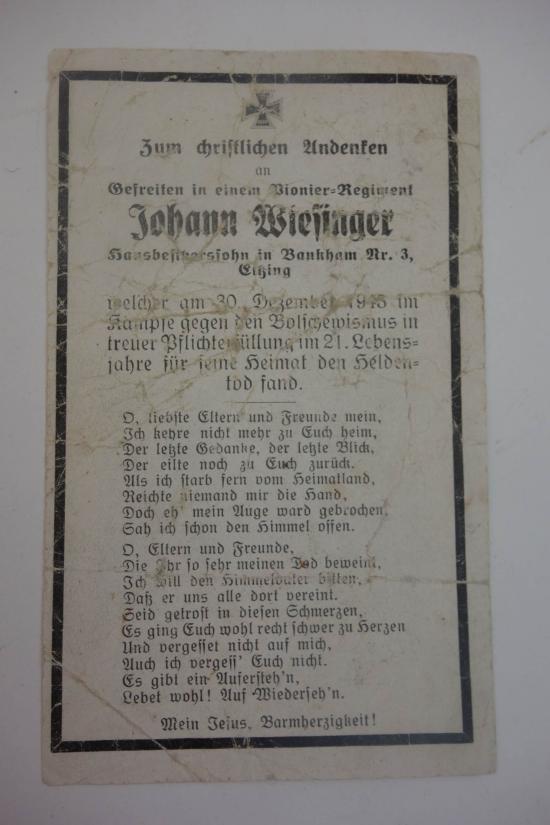 Zum christlichen Andenken
an
Gefreiten in einem Pionier-Regiment
Johann Wiesinger
Hausbesitzerssohn in Bankham Nr. 3,
Eitzing
welcher am 30. Dezember im
Kampfe gegen den Bolschewismus in
treuer Pflichterfüllung im 21. Lebens-
jahre für seine Heimat den Helden-
tod fand.
O, liebste Eltern und Freunde mein,
Ich kehre nicht mehr zu Euch heim,
Der letzte Gedanke, der letzte Blick,
Der eilte noch zu Euch zurück.
Als ich starb fern vom Heimatland,
Reichte niemand mir die Hand,
Doch eh' mein Auge ward gebrochen,
Sah ich schon den Himmel offen.
O, Eltern und Freunde,
Die Ihr so sehr meinen Tod beweint,
Ich will den Himmelvater bitten,
Daß er uns alle dort vereint.
Seid getrost in diesen Schmerzen,
Es ging Euch wohl recht schwer zu Herzen
Und vergesset nicht auf mich,
Auch ich vergess' Euch nicht.
Es gibt ein Aufersteh'n,
Lebet wohl! Auf Wiederseh'n.
Mein Jesus, Barmherzigkeit!